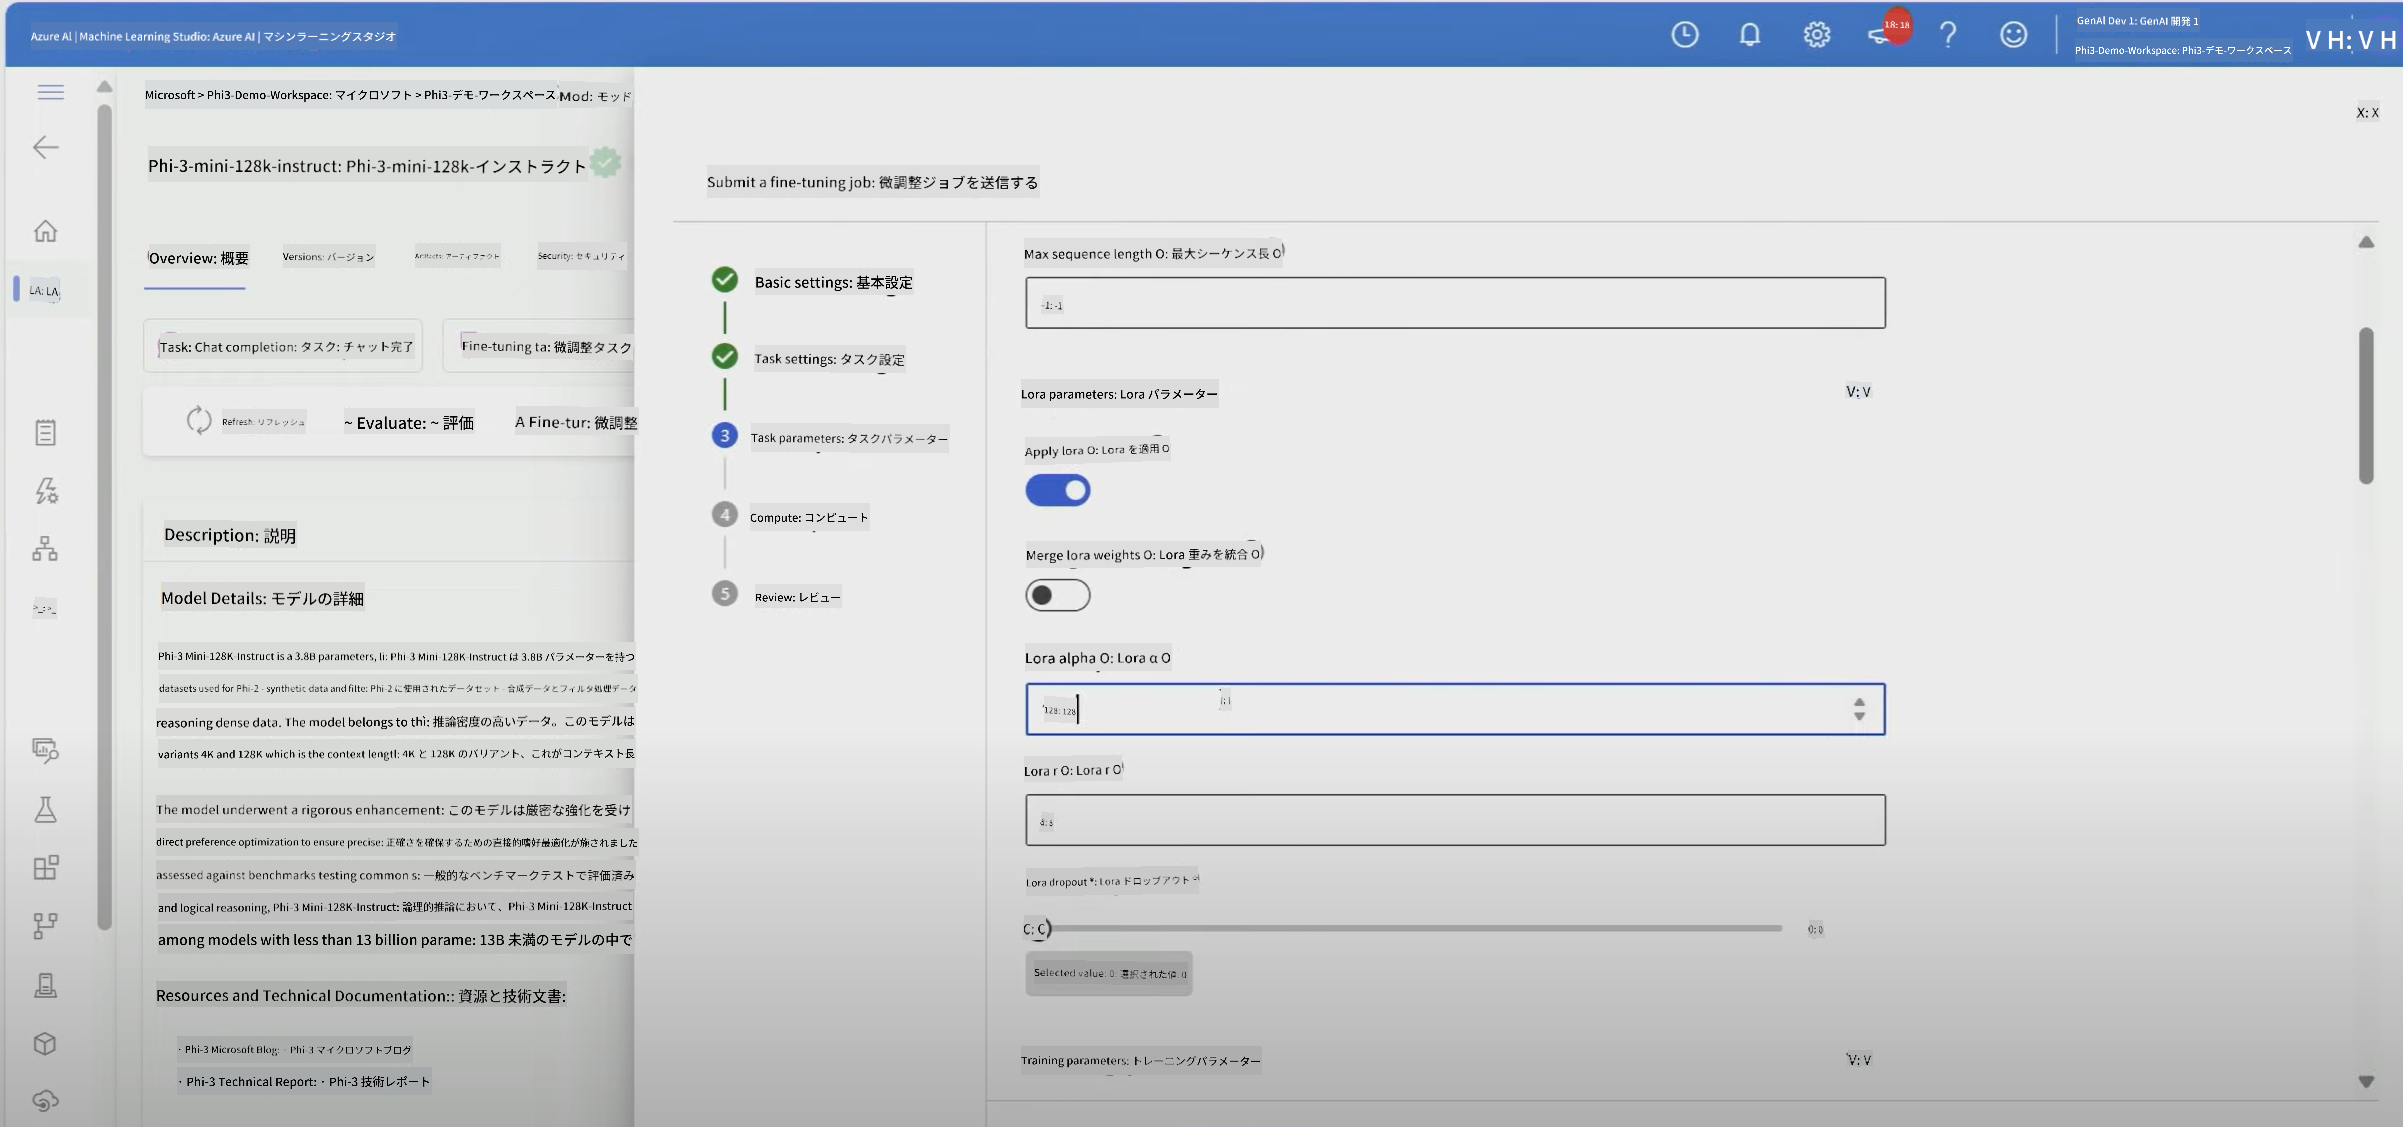 Azure Al | Machine Learning Studio: Azure AI | マシンラーニングスタジオ
18: 18
GenAl Dev 1: GenAI 開発 1
Phi3-Demo-Workspace: Phi3-デモ-ワークスペース
V H: V H
Microsoft > Phi3-Demo-Workspace: マイクロソフト > Phi3-デモ-ワークスペース
Mod: モッド
X: X
Phi-3-mini-128k-instruct: Phi-3-mini-128k-インストラクト
Submit a fine-tuning job: 微調整ジョブを送信する
Overview: 概要
Versions: バージョン
Artifacts: アーティファクト
Security: セキュリティ
LA: LA
Task: Chat completion: タスク: チャット完了
Fine-tuning ta: 微調整タスク
Refresh: リフレッシュ
~ Evaluate: ~ 評価
A Fine-tur: 微調整
Description: 説明
Model Details: モデルの詳細
Phi-3 Mini-128K-Instruct is a 3.8B parameters, li: Phi-3 Mini-128K-Instruct は 3.8B パラメーターを持つ
datasets used for Phi-2 - synthetic data and filte: Phi-2 に使用されたデータセット - 合成データとフィルタ処理データ
reasoning dense data. The model belongs to thi: 推論密度の高いデータ。このモデルは
variants 4K and 128K which is the context lengtl: 4K と 128K のバリアント、これがコンテキスト長
The model underwent a rigorous enhancement: このモデルは厳密な強化を受け
direct preference optimization to ensure precise: 正確さを確保するための直接的嗜好最適化が施されました
assessed against benchmarks testing common s: 一般的なベンチマークテストで評価済み
and logical reasoning, Phi-3 Mini-128K-Instruct: 論理的推論において、Phi-3 Mini-128K-Instruct
among models with less than 13 billion parame: 13B 未満のモデルの中で
Resources and Technical Documentation:: 資源と技術文書:
· Phi-3 Microsoft Blog: · Phi-3 マイクロソフトブログ
· Phi-3 Technical Report: · Phi-3 技術レポート
Basic settings: 基本設定
Task settings: タスク設定
3
Task parameters: タスクパラメーター
4
Compute: コンピュート
5
Review: レビュー
Max sequence length O: 最大シーケンス長 O
-1: -1
Lora parameters: Lora パラメーター
V: V
Apply lora O: Lora を適用 O
Merge lora weights O: Lora 重みを統合 O
Lora alpha O: Lora α O
128: 128
Lora r O: Lora r O
Lora dropout *: Lora ドロップアウト *
C: C
0: 0
Selected value: 0: 選択された値: 0
Training parameters: トレーニングパラメーター
V: V